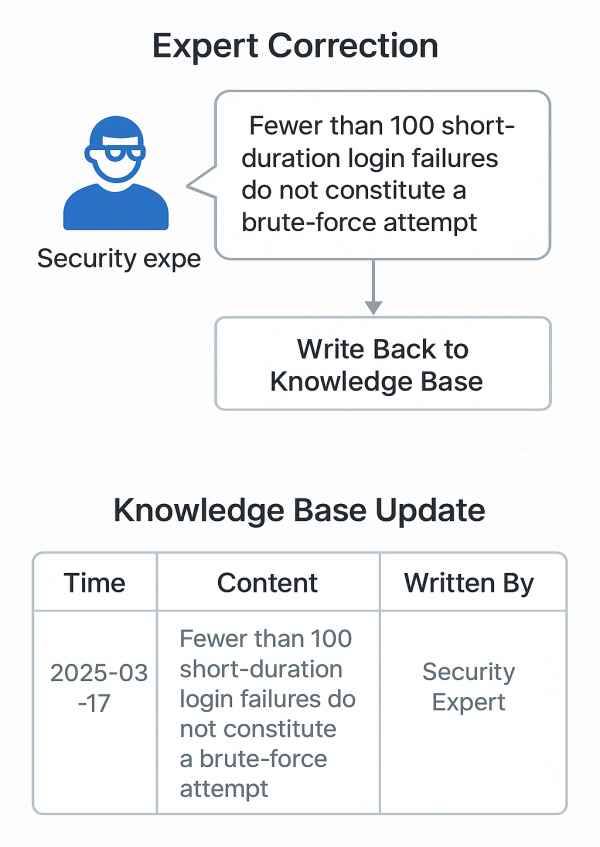 Expert Correction
Fewer than 100 short-
duration login failures
do not constitute a
brute-force attempt
Security expe
Write Back to
Knowledge Base
Knowledge Base Update
Time
Content
Written By
2025-03
-17
Fewer than 100
short-duration
login failures do
not constitute
a brute-force
attempt
Security
Expert